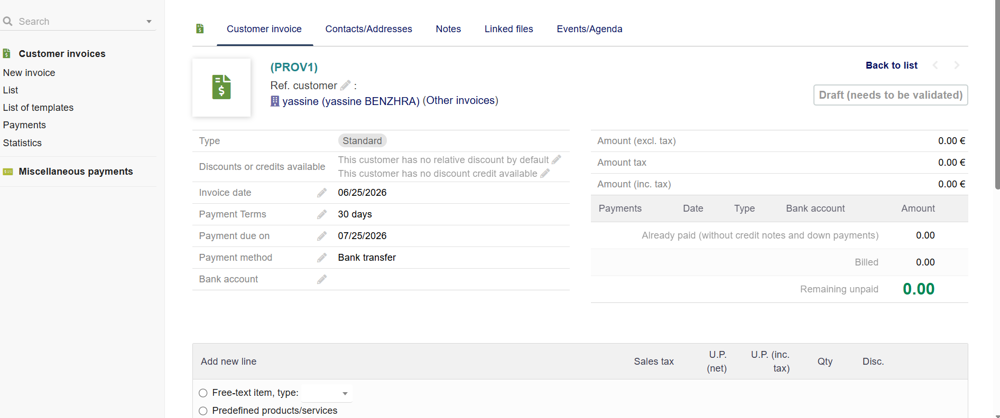 Search
Customer invoices
New invoice
List
List of templates
Payments
Statistics
Miscellaneous payments
Customer invoice Contacts/Addresses Notes Linked files Events/Agenda
(PROV1)
Ref. customer :
yassine (yassine BENZHRA) (Other invoices)
Back to list
Draft (needs to be validated)
Type Standard
Discounts or credits available
This customer has no relative discount by default
This customer has no discount credit available
Invoice date 06/25/2026
Payment Terms 30 days
Payment due on 07/25/2026
Payment method Bank transfer
Bank account
Amount (excl. tax) 0.00 €
Amount tax 0.00 €
Amount (inc. tax) 0.00 €
Payments Date Type Bank account Amount
Already paid (without credit notes and down payments) 0.00
Billed 0.00
Remaining unpaid 0.00
Add new line Sales tax U.P. (net) U.P. (inc. tax) Qty Disc.
Free-text item, type:
Predefined products/services